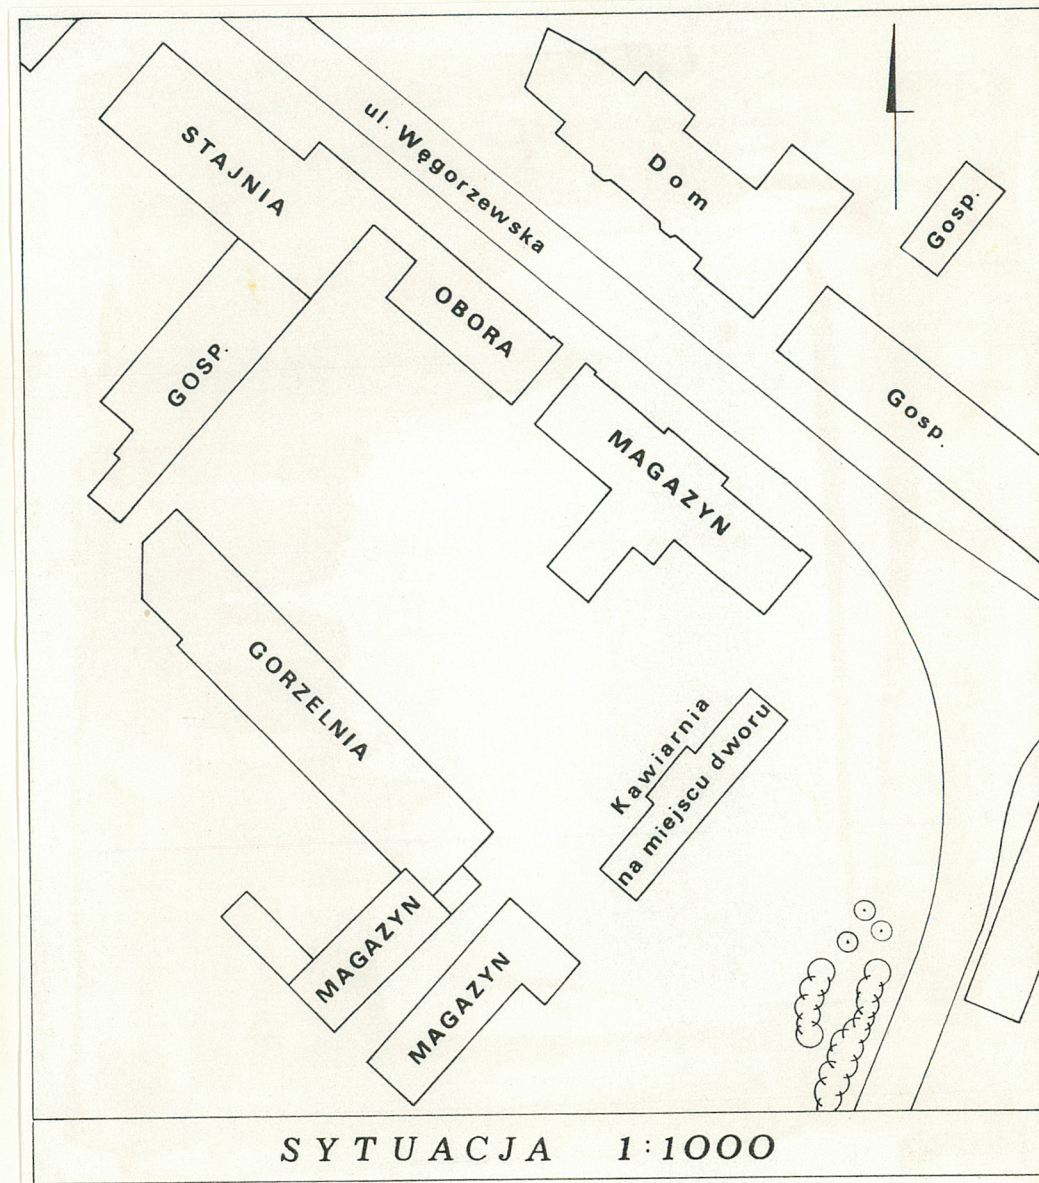 ul. Węgorzewska
STAJNIA
Dom
Gosp.
OBORA
GOSP.
Gosp.
MAGAZYN
GORZELNIA
Kawiarnia
na miejscu dworu
MAGAZYN
MAGAZYN
SYTUACJA 1:1000